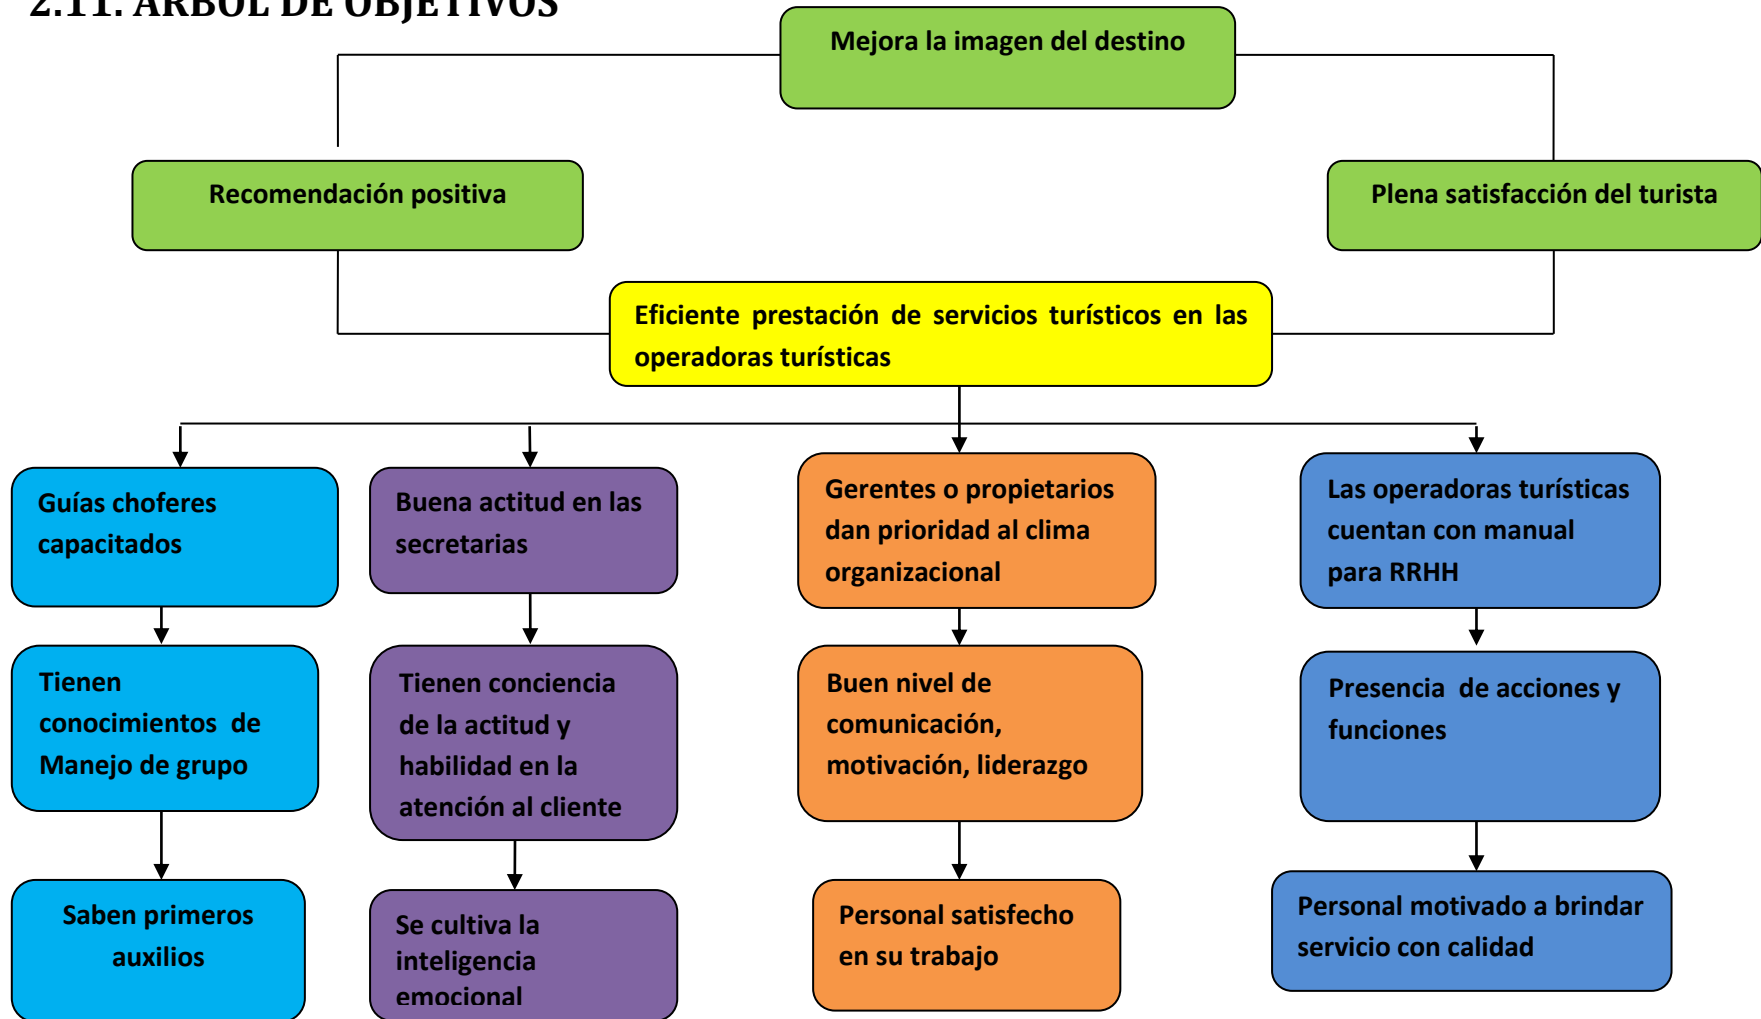 2.11. ÁRBOL DE OBJETIVOS
Mejora la imagen del destino
Recomendación positiva
Plena satisfacción del turista
Eficiente prestación de servicios turísticos en las
operadoras turísticas
Guías choferes
capacitados
Buena actitud en las
secretarias
Gerentes o propietarios
dan prioridad al clima
organizacional
Las operadoras turísticas
cuentan con manual
para RRHH
Tienen
conocimientos de
Manejo de grupo
Tienen conciencia
de la actitud y
habilidad en la
atención al cliente
Buen nivel de
comunicación,
motivación, liderazgo
Presencia de acciones y
funciones
Saben primeros
auxilios
Se cultiva la
inteligencia
emocional
Personal satisfecho
en su trabajo
Personal motivado a brindar
servicio con calidad